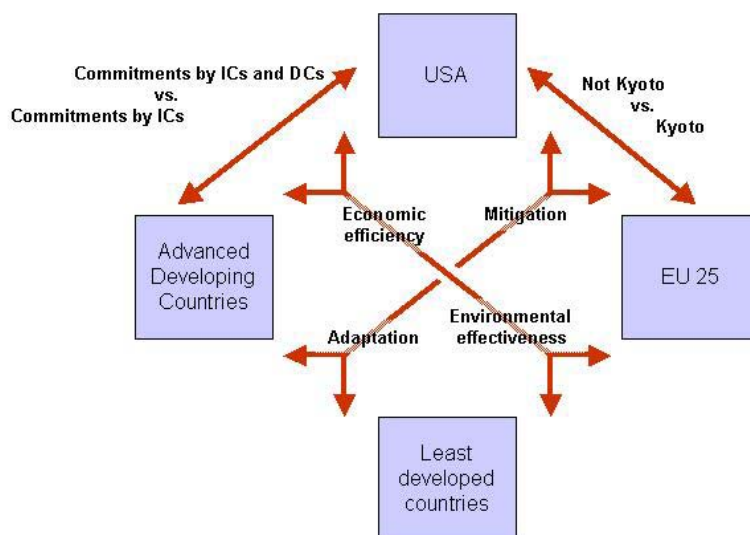 USA
Commitments by ICs and DCs
vs.
Commitments by ICs
Not Kyoto
vs.
Kyoto
Economic
efficiency
Mitigation
Advanced
Developing
Countries
EU 25
Adaptation
Environmental
effectiveness
Least
developed
countries